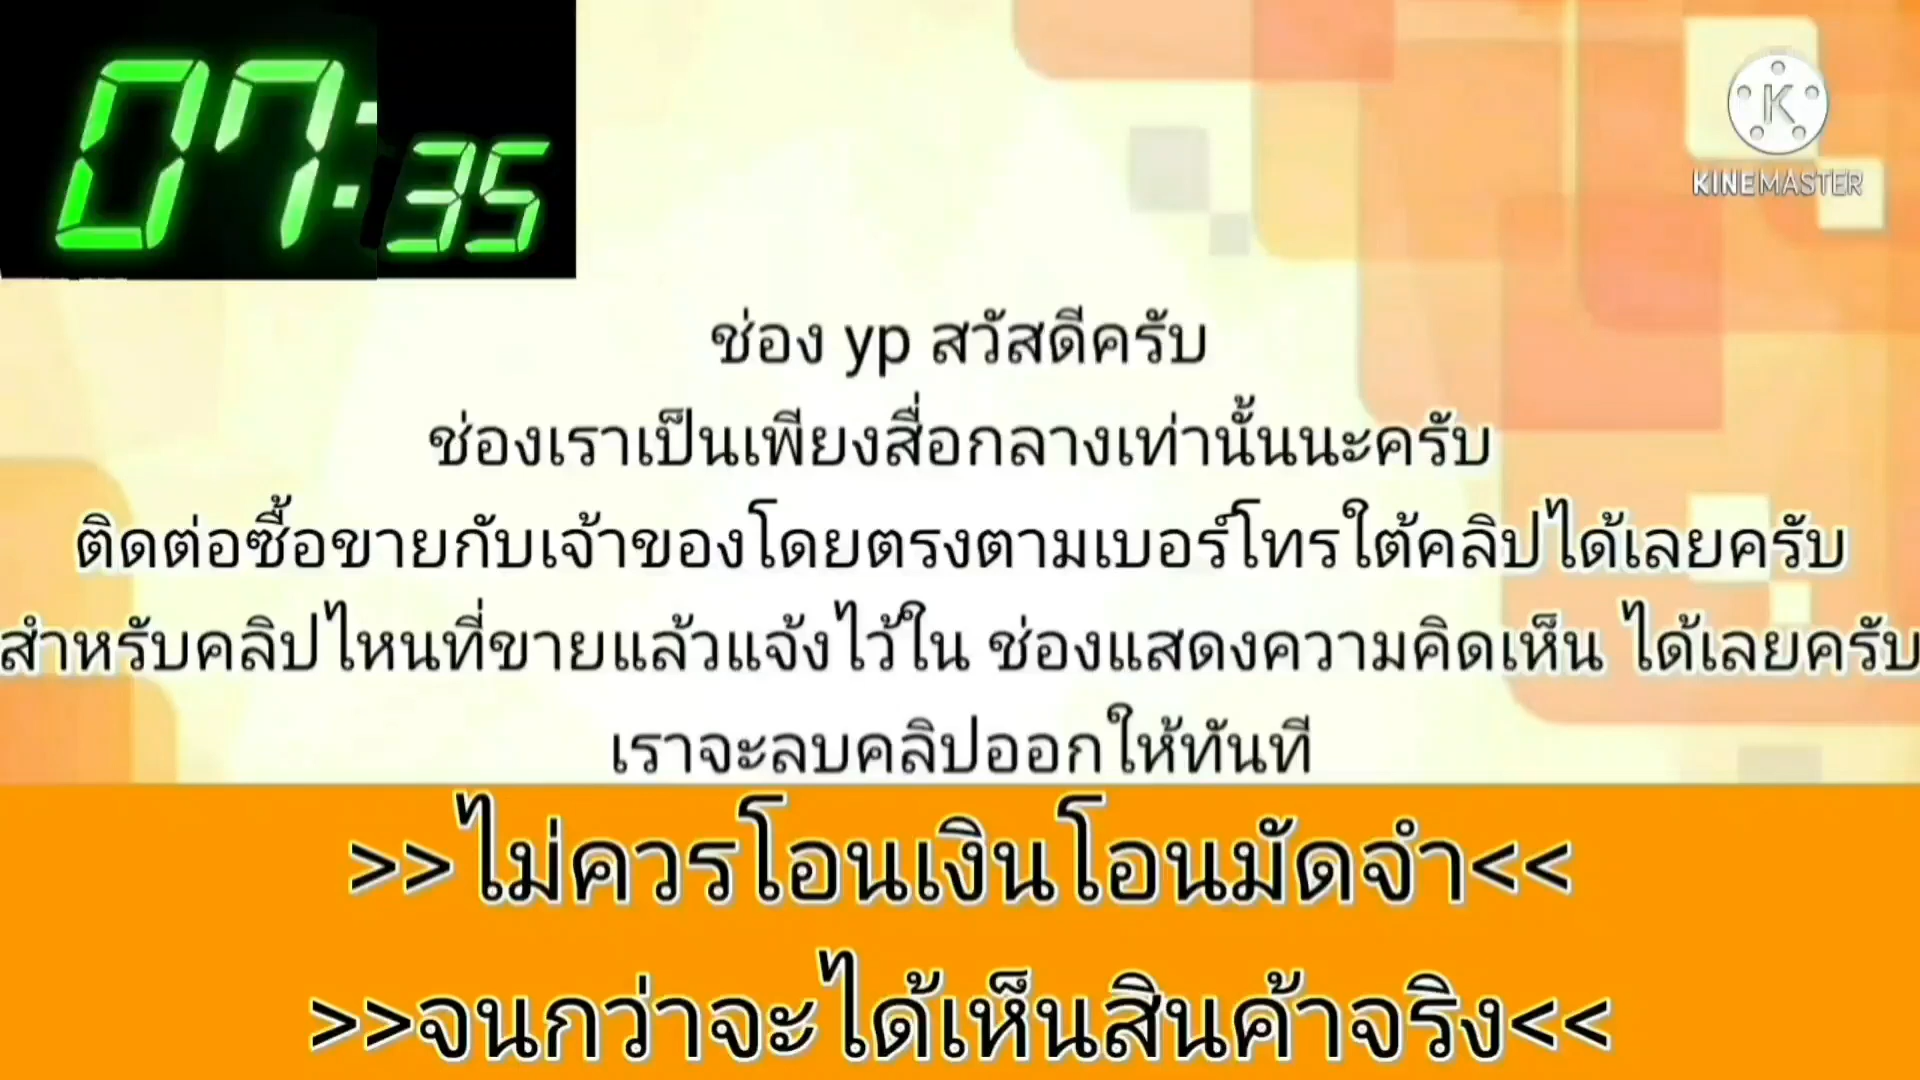 07:35
KINEMASTER
ช่อง yp สวัสดีครับ
ช่องเราเป็นเพียงสื่อกลางเท่านั้นนะครับ
ติดต่อซื้อขายกับเจ้าของโดยตรงตามเบอร์โทรใต้คลิปได้เลยครับ
สำหรับคลิปไหนที่ขายแล้วแจ้งไว้ใน ช่องแสดงความคิดเห็น ได้เลยครับ
เราจะลบคลิปออกให้ทันที
>>ไม่ควรโอนเงินโอนมัดจำ<<
>>จนกว่าจะได้เห็นสินค้าจริง<<